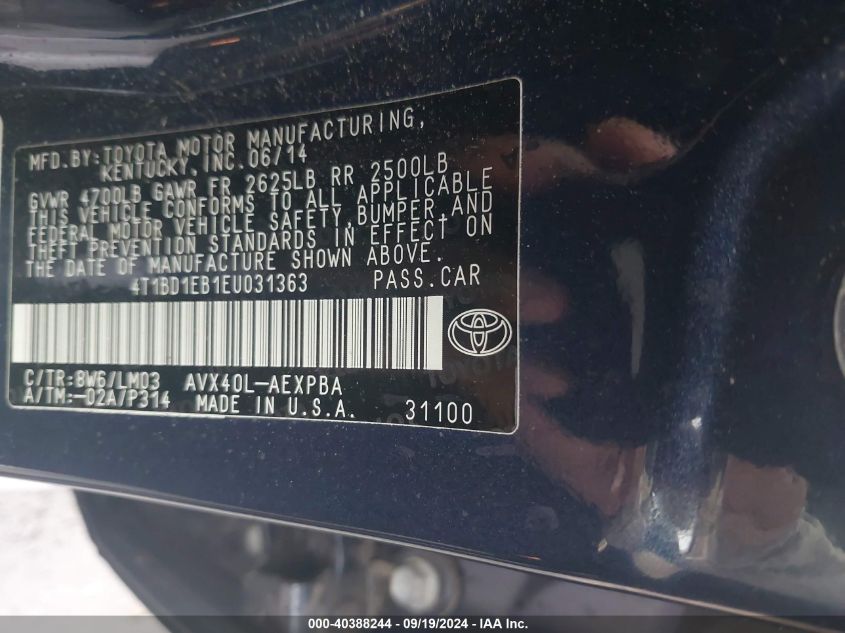 MFD.BY:TOYOTA MOTOR MANUFACTURING,
KENTUCKY, INC. 06/14
GVWR 4700LB GAWR FR 2625LB RR 2500LB
THIS VEHICLE CONFORMS TO ALL APPLICABLE
FEDERAL MOTOR VEHICLE SAFETY,BUMPER,AND
THEFT PREVENTION STANDARDS IN EFFECT ON
THE DATE OF MANUFACTURE SHOWN ABOVE.
4T1BD1EB1EU031363 PASS.CAR
C/TR:8W6/LM03 AVX40L-AEXPBA
A/TM:-02A/P314 MADE IN U.S.A. 31100
000-40388244 - 09/19/2024 - IAA Inc.